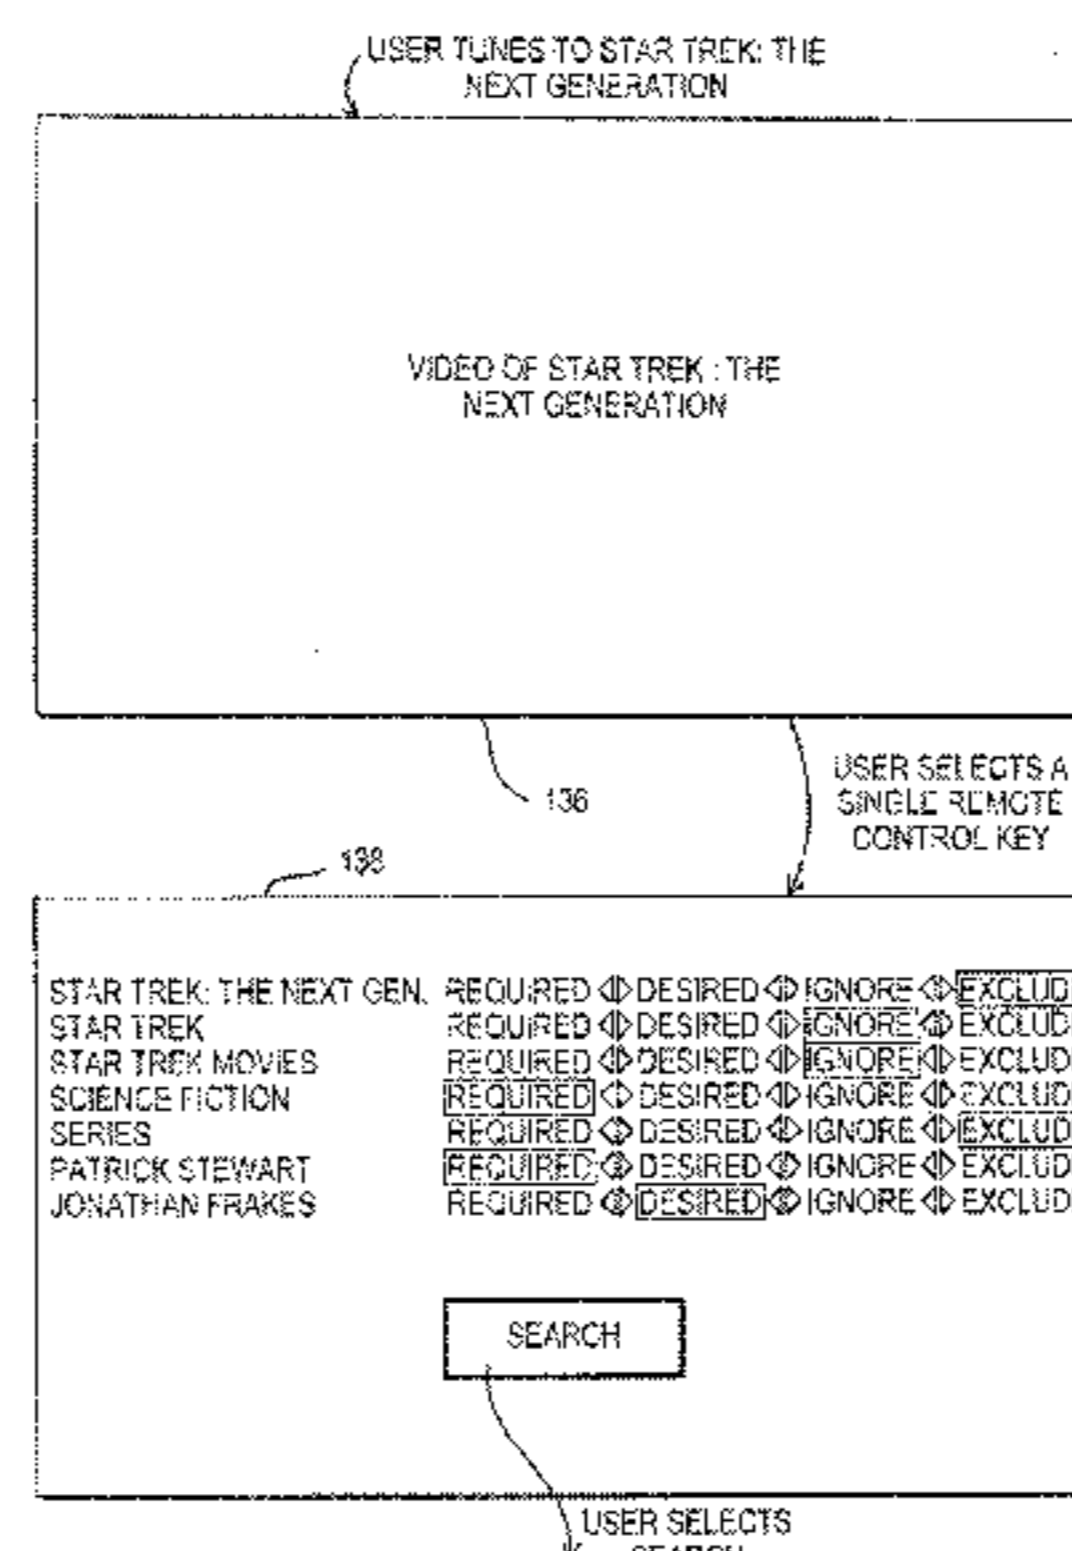 USER TUNES TO STAR TREK: THE
NEXT GENERATION
VIDEO OF STAR TREK : THE
NEXT GENERATION
136
USER SELECTS A
SINGLE REMOTE
CONTROL KEY
138
STAR TREK: THE NEXT GEN. REQUIRED DESIRED IGNORE EXCLUD
STAR TREK REQUIRED DESIRED IGNORE EXCLUD
STAR TREK MOVIES REQUIRED DESIRED IGNORE EXCLUD
SCIENCE FICTION REQUIRED DESIRED IGNORE EXCLUD
SERIES REQUIRED DESIRED IGNORE EXCLUD
PATRICK STEWART REQUIRED DESIRED IGNORE EXCLUD
JONATHAN FRAKES REQUIRED DESIRED IGNORE EXCLUD
SEARCH
USER SELECTS
SEARCH